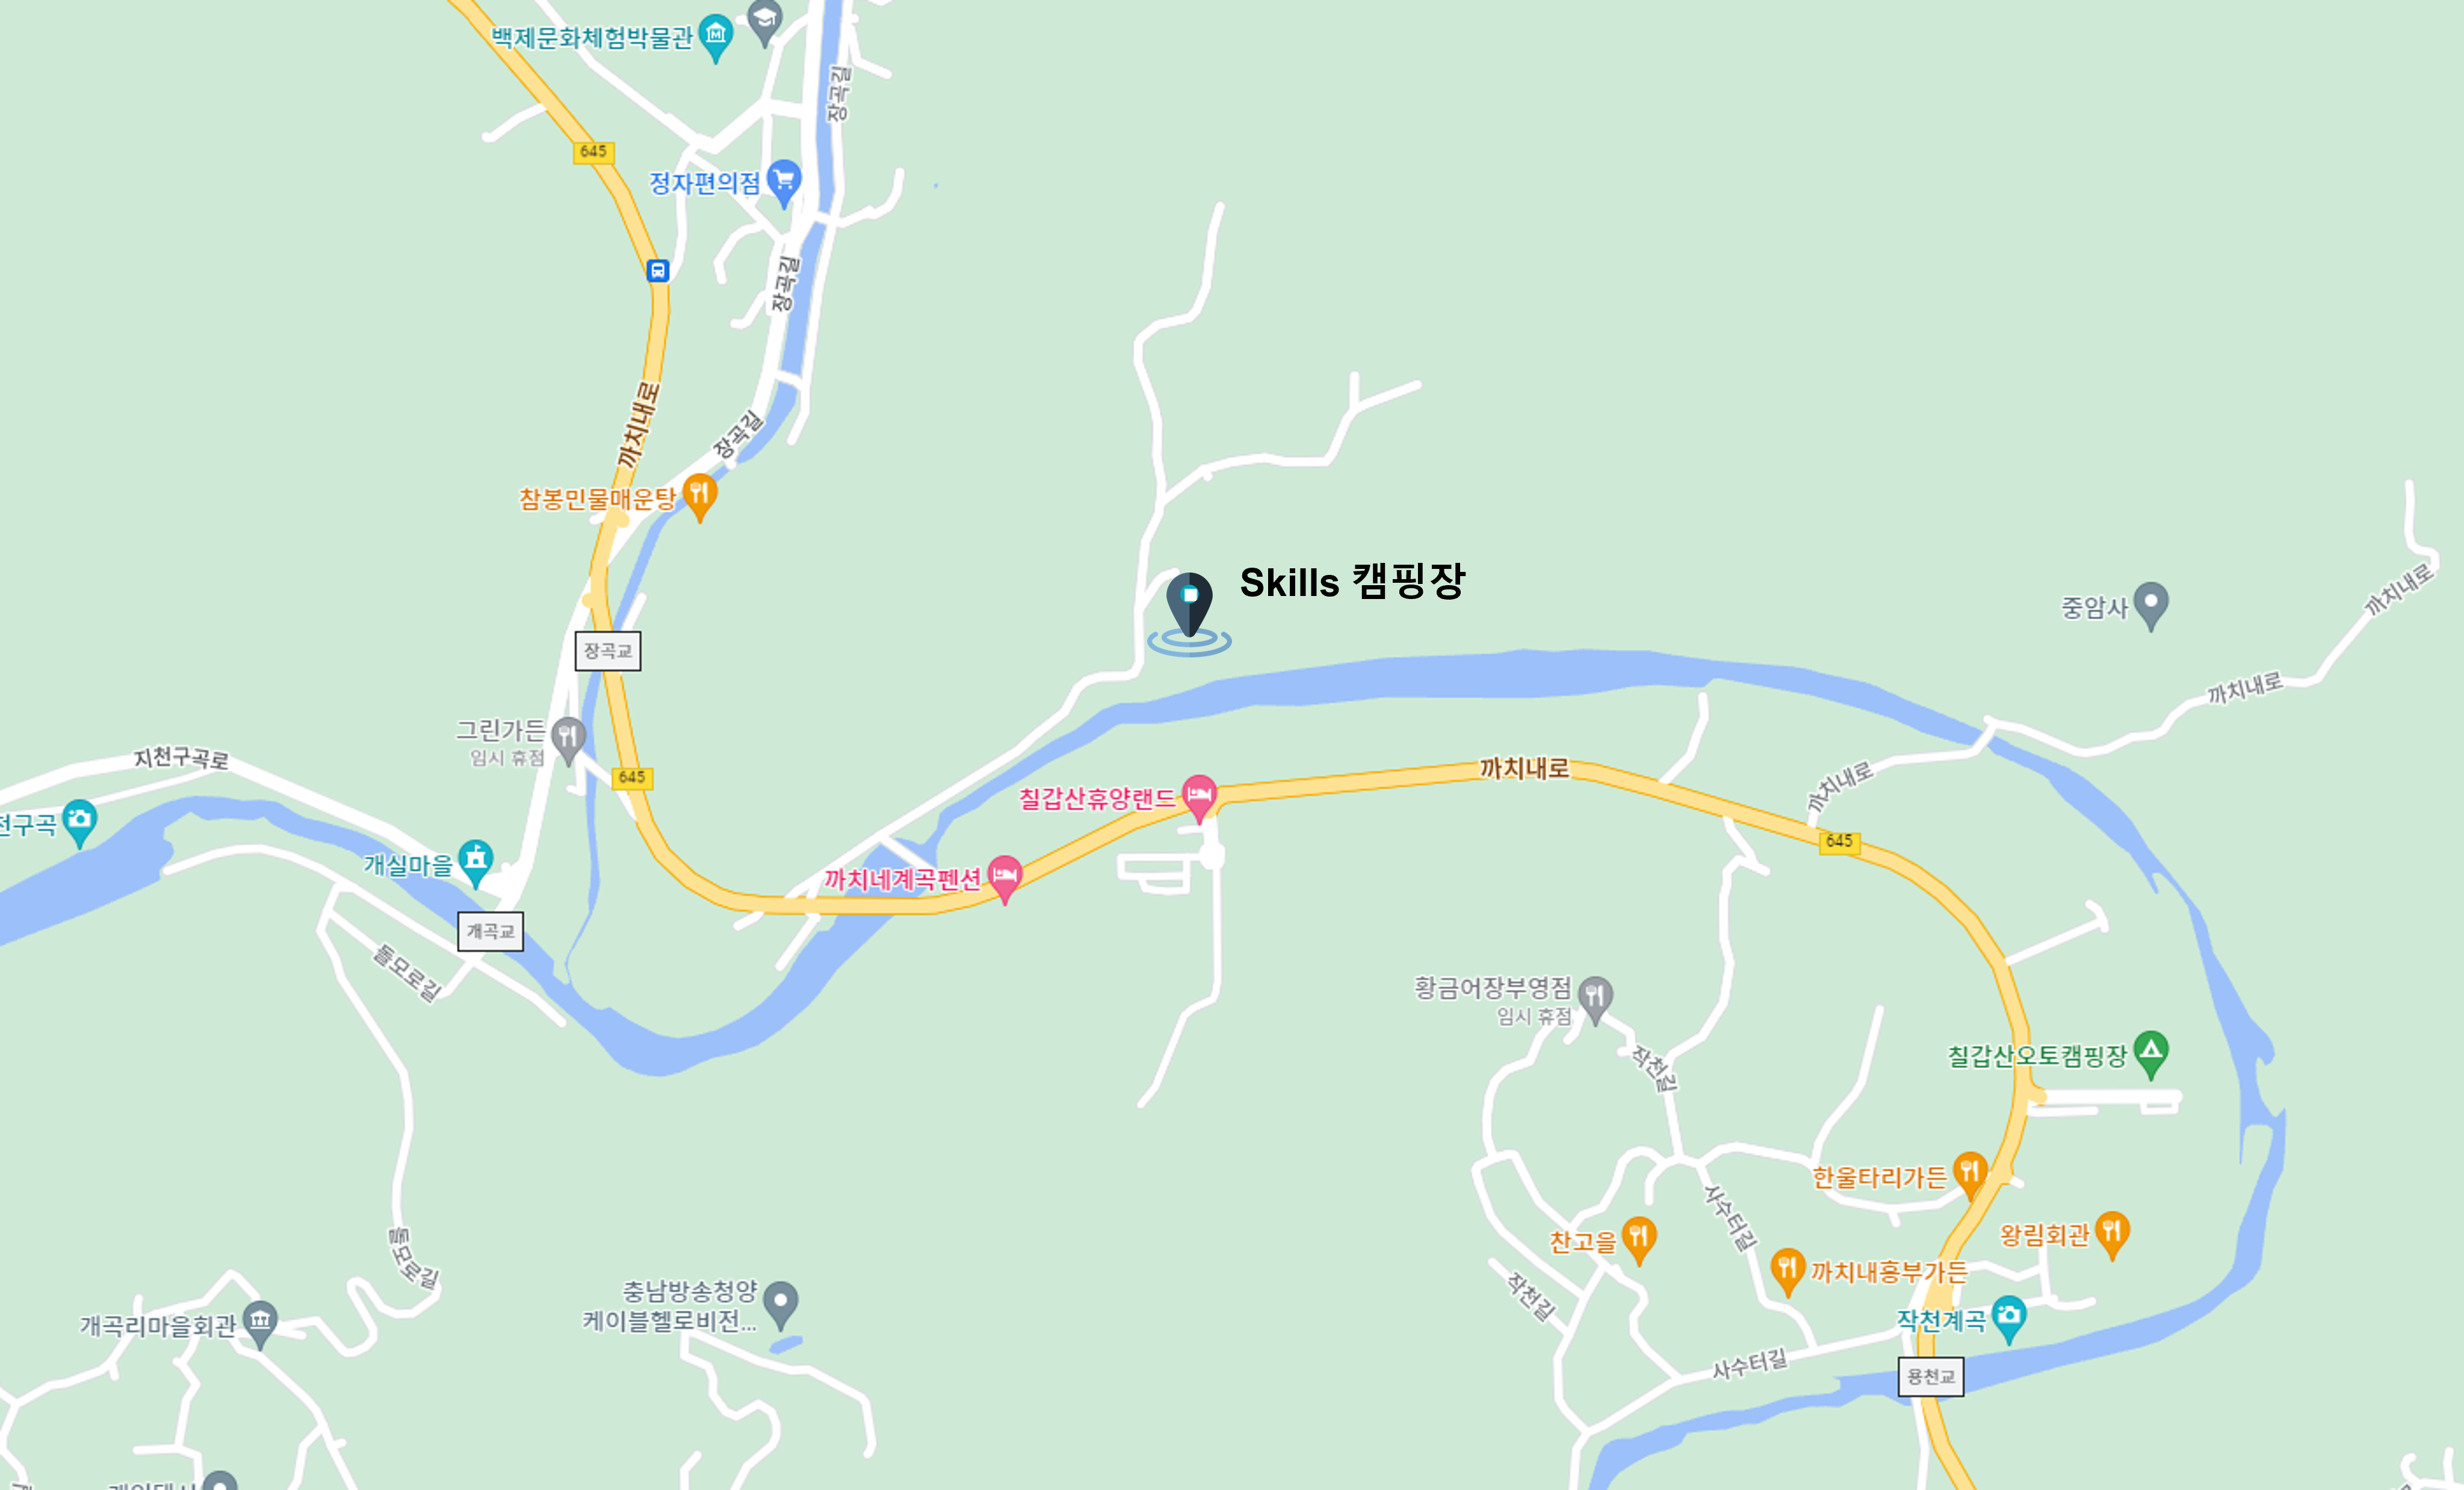 백제문화체험박물관
장곡길
645
정자편의점
장곡길
까치내로
장곡길
참봉민물매운탕
Skills 캠핑장
중암사
까치내로
장곡교
까치내로
그린가든
임시 휴점
지천구곡로
645
까치내로
까치내로
칠갑산휴양랜드
천구곡
645
개실마을
까치네계곡펜션
개곡교
돌모로길
황금어장부영점
임시 휴점
작천길
칠갑산오토캠핑장
한울타리가든
사수터길
찬고을
왕림회관
돌모로길
까치내흥부가든
작천길
충남방송청양
케이블헬로비전...
개곡리마을회관
작천계곡
사수터길
용천교